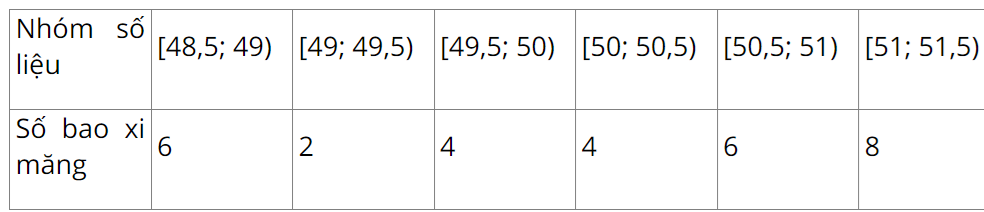 Nhóm số liệu [48,5; 49) [49; 49,5) [49,5; 50) [50; 50,5) [50,5; 51) [51; 51,5)
Số bao xi măng 6 2 4 4 6 8